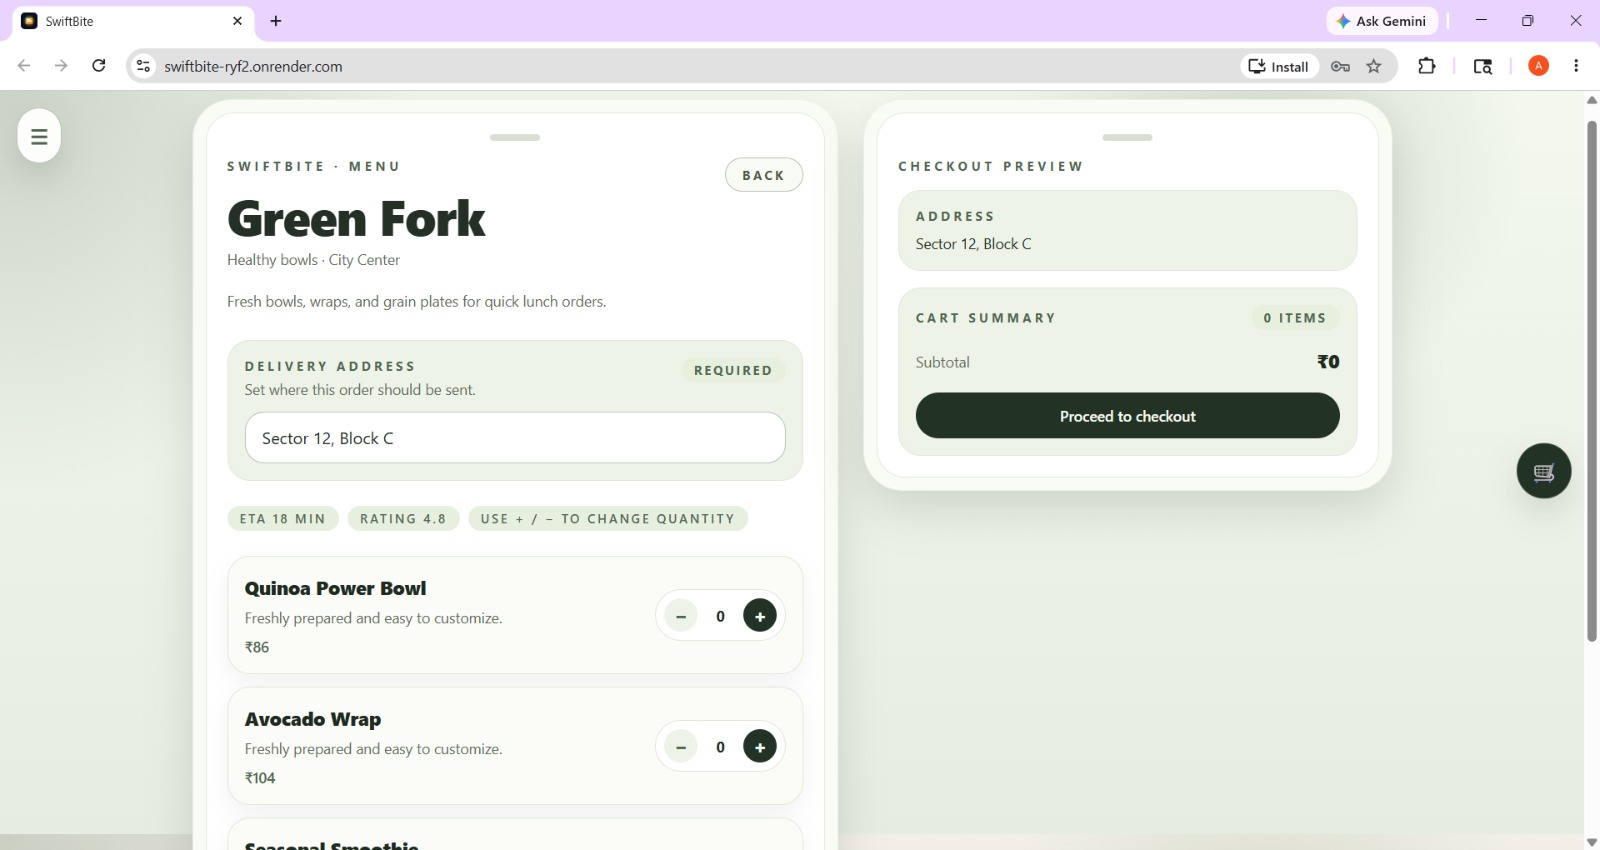 SwiftBite
Ask Gemini
swiftbite-ryf2.onrender.com
Install
A
SWIFTBITE · MENU
BACK
Green Fork
Healthy bowls · City Center
Fresh bowls, wraps, and grain plates for quick lunch orders.
DELIVERY ADDRESS
REQUIRED
Set where this order should be sent.
Sector 12, Block C
ETA 18 MIN
RATING 4.8
USE + / − TO CHANGE QUANTITY
Quinoa Power Bowl
Freshly prepared and easy to customize.
₹86
− 0 +
Avocado Wrap
Freshly prepared and easy to customize.
₹104
− 0 +
Seasonal Smoothie
CHECKOUT PREVIEW
ADDRESS
Sector 12, Block C
CART SUMMARY
0 ITEMS
Subtotal
₹0
Proceed to checkout